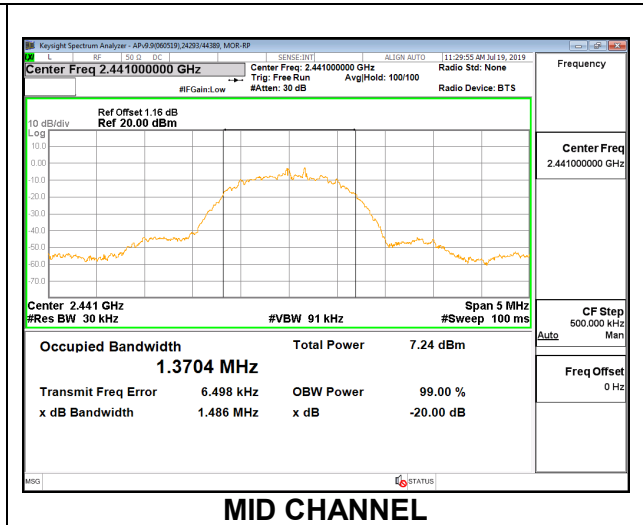 Keysight Spectrum Analyzer - APv9.9(060519),24293/44389, MOR-RP
LXI L RF 50 Ω DC SENSE:INT ALIGN AUTO 11:29:55 AM Jul 19, 2019
Center Freq 2.441000000 GHz
Center Freq: 2.441000000 GHz Radio Std: None
Trig: Free Run Avg|Hold: 100/100
#IFGain:Low #Atten: 30 dB Radio Device: BTS
Frequency
Ref Offset 1.16 dB
10 dB/div Ref 20.00 dBm
Log
10.0
0.00
-10.0
-20.0
-30.0
-40.0
-50.0
-60.0
-70.0
Center Freq
2.441000000 GHz
Center 2.441 GHz Span 5 MHz
#Res BW 30 kHz #VBW 91 kHz #Sweep 100 ms
CF Step
500.000 kHz
Auto Man
Occupied Bandwidth Total Power 7.24 dBm
1.3704 MHz
Transmit Freq Error 6.498 kHz OBW Power 99.00 %
x dB Bandwidth 1.486 MHz x dB -20.00 dB
Freq Offset
0 Hz
MSG STATUS
MID CHANNEL